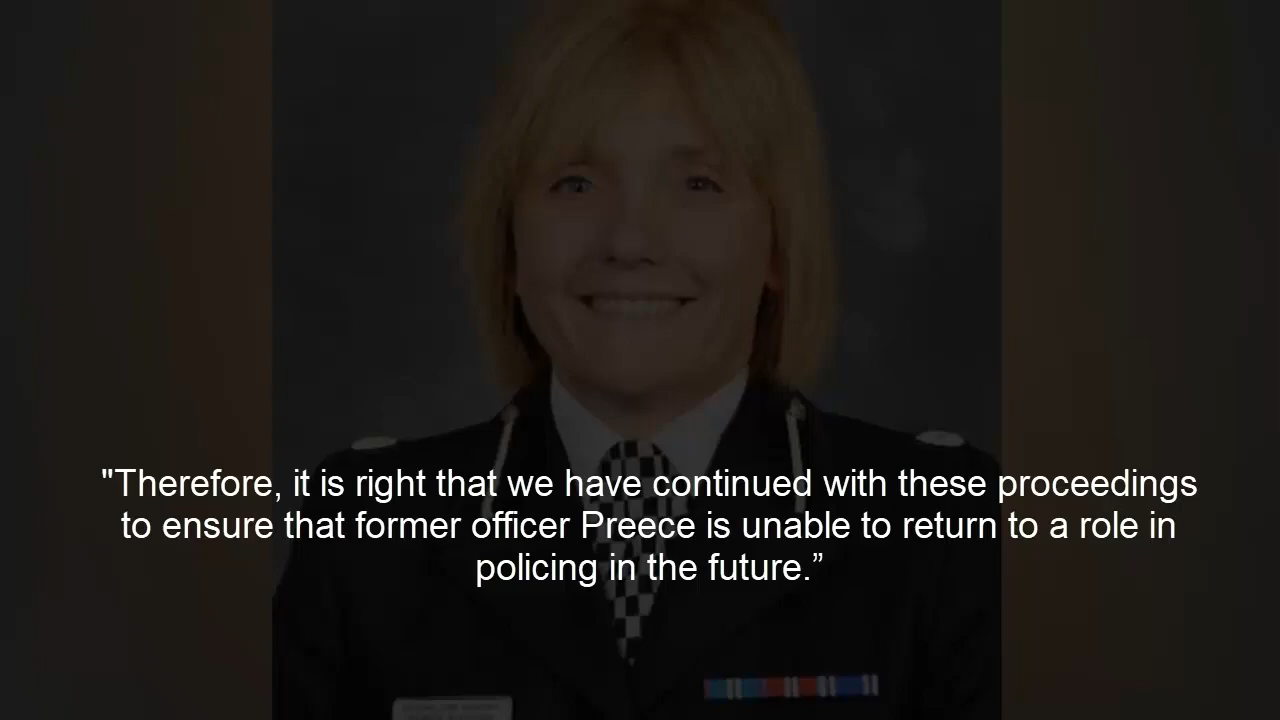 "Therefore, it is right that we have continued with these proceedings
to ensure that former officer Preece is unable to return to a role in
policing in the future.”